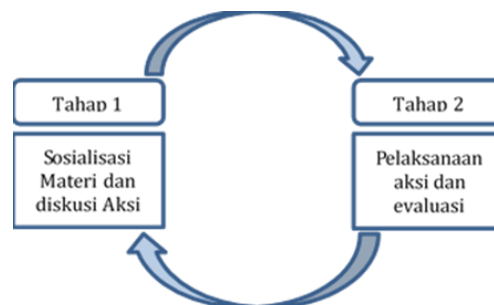 Tahap 1
Sosialisasi
Materi dan
diskusi Aksi
Tahap 2
Pelaksanaan
aksi dan
evaluasi